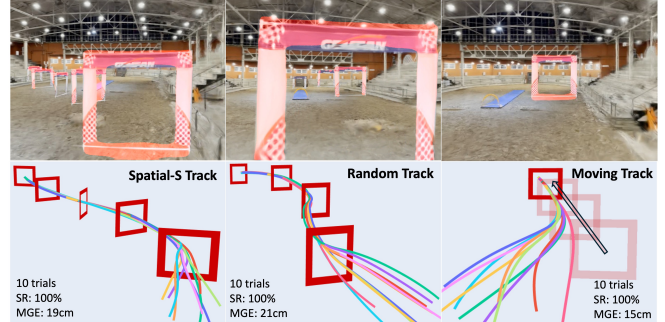 Spatial-S Track
10 trials
SR: 100%
MGE: 19cm
Random Track
10 trials
SR: 100%
MGE: 21cm
Moving Track
10 trials
SR: 100%
MGE: 15cm